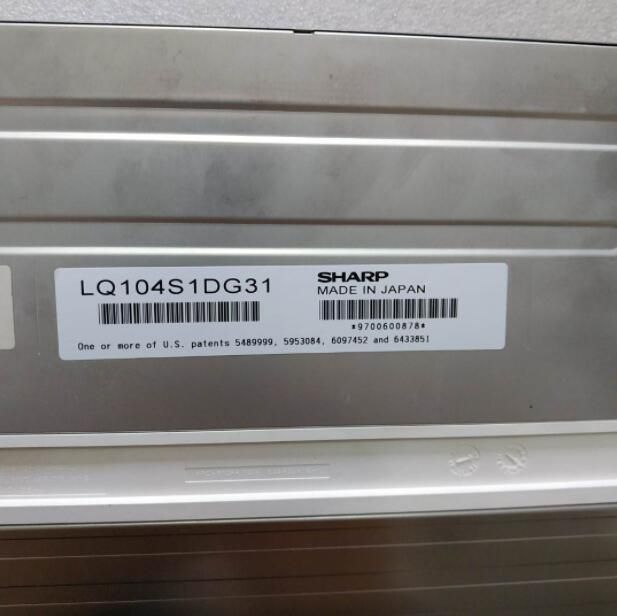 LQ104S1DG31
SHARP
MADE IN JAPAN
*9700600878*
One or more of U.S. patents 5489999, 5953084, 6097452 and 6433851